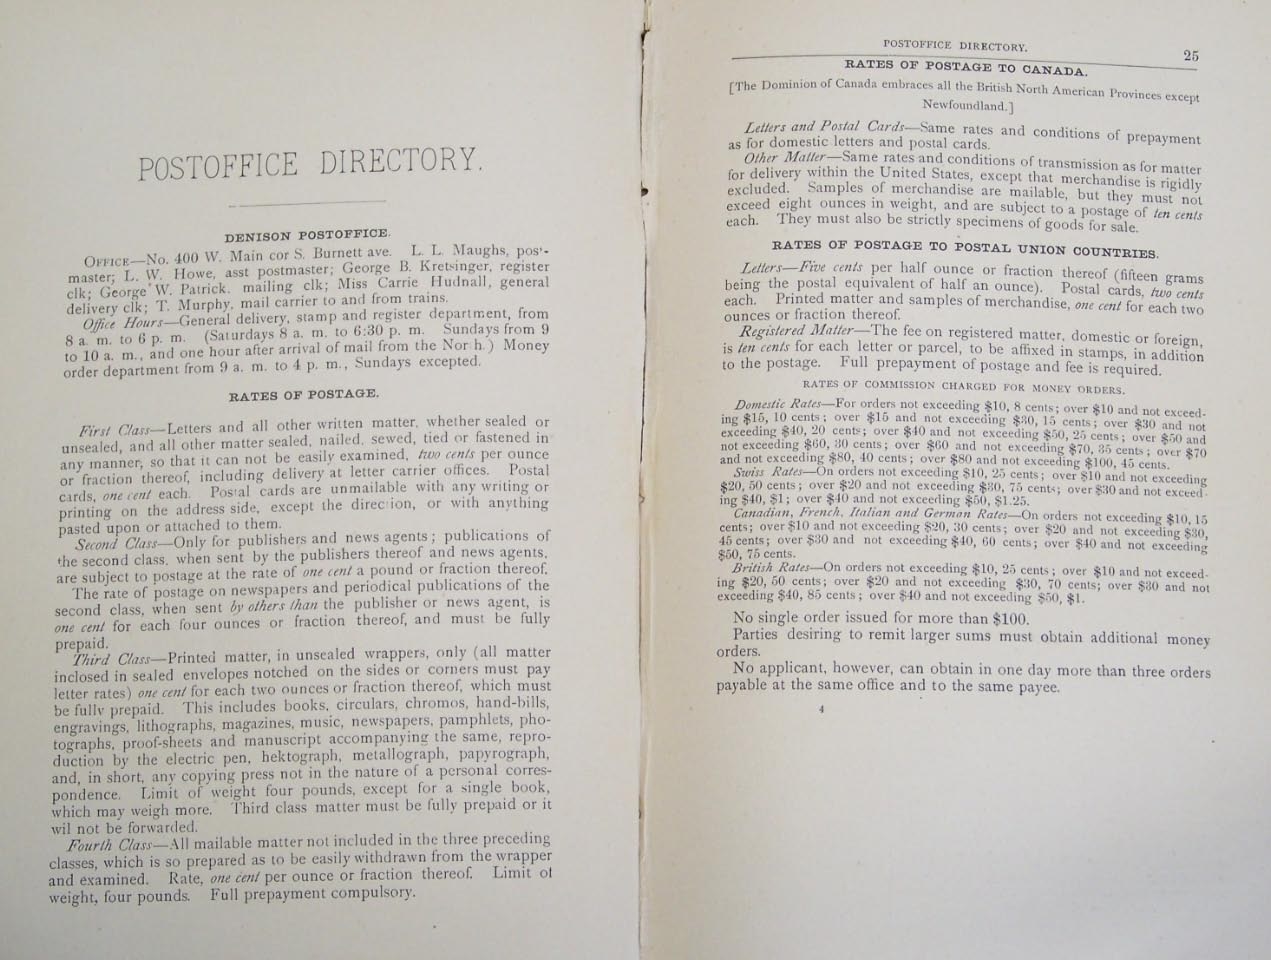 POSTOFFICE DIRECTORY.
DENISON POSTOFFICE.
OFFICE—No. 400 W. Main cor S. Burnett ave. L. L. Maughs, pos'-
master; L. W. Howe, asst postmaster; George B. Kretsinger, register
clk; George W. Patrick. mailing clk; Miss Carrie Hudnall, general
delivery clk; T. Murphy, mail carrier to and from trains.
Office Hours—General delivery, stamp and register department, from
8 a. m. to 6 p. m. (Saturdays 8 a. m. to 6:30 p. m. Sundays from 9
to 10 a. m., and one hour after arrival of mail from the Nor h.) Money
order department from 9 a. m. to 4 p. m., Sundays excepted.
RATES OF POSTAGE.
First Class—Letters and all other written matter, whether sealed or
unsealed, and all other matter sealed, nailed, sewed, tied or fastened in
any manner, so that it can not be easily examined, two cents per ounce
or fraction thereof, including delivery at letter carrier offices. Postal
cards, one cent each. Postal cards are unmailable with any writing or
printing on the address side, except the direction, or with anything
pasted upon or attached to them.
Second Class—Only for publishers and news agents; publications of
the second class, when sent by the publishers thereof and news agents,
are subject to postage at the rate of one cent a pound or fraction thereof.
The rate of postage on newspapers and periodical publications of the
second class, when sent by others than the publisher or news agent, is
one cent for each four ounces or fraction thereof, and must be fully
prepaid.
Third Class—Printed matter, in unsealed wrappers, only (all matter
inclosed in sealed envelopes notched on the sides or corners must pay
letter rates) one cent for each two ounces or fraction thereof, which must
be fully prepaid. This includes books, circulars, chromos, hand-bills,
engravings, lithographs, magazines, music, newspapers, pamphlets, pho-
tographs, proof-sheets and manuscript accompanying the same, repro-
duction by the electric pen, hektograph, metallograph, papyrograph,
and, in short, any copying press not in the nature of a personal corres-
pondence. Limit of weight four pounds, except for a single book,
which may weigh more. Third class matter must be fully prepaid or it
wil not be forwarded.
Fourth Class—All mailable matter not included in the three preceding
classes, which is so prepared as to be easily withdrawn from the wrapper
and examined. Rate, one cent per ounce or fraction thereof. Limit of
weight, four pounds. Full prepayment compulsory.
POSTOFFICE DIRECTORY. 25
RATES OF POSTAGE TO CANADA.
[The Dominion of Canada embraces all the British North American Provinces except
Newfoundland.]
Letters and Postal Cards—Same rates and conditions of prepayment
as for domestic letters and postal cards.
Other Matter—Same rates and conditions of transmission as for matter
for delivery within the United States, except that merchandise is rigidly
excluded. Samples of merchandise are mailable, but they must not
exceed eight ounces in weight, and are subject to a postage of ten cents
each. They must also be strictly specimens of goods for sale.
RATES OF POSTAGE TO POSTAL UNION COUNTRIES.
Letters—Five cents per half ounce or fraction thereof (fifteen grams
being the postal equivalent of half an ounce). Postal cards, two cents
each. Printed matter and samples of merchandise, one cent for each two
ounces or fraction thereof.
Registered Matter—The fee on registered matter, domestic or foreign,
is ten cents for each letter or parcel, to be affixed in stamps, in addition
to the postage. Full prepayment of postage and fee is required.
RATES OF COMMISSION CHARGED FOR MONEY ORDERS.
Domestic Rates—For orders not exceeding $10, 8 cents; over $10 and not exceed-
ing $15, 10 cents; over $15 and not exceeding $30, 15 cents; over $30 and not
exceeding $40, 20 cents; over $40 and not exceeding $50, 25 cents; over $50 and
not exceeding $60, 30 cents; over $60 and not exceeding $70, 35 cents; over $70
and not exceeding $80, 40 cents; over $80 and not exceeding $100, 45 cents.
Swiss Rates—On orders not exceeding $10, 25 cents; over $10 and not exceeding
$20, 50 cents; over $20 and not exceeding $30, 75 cents; over $30 and not exceed-
ing $40, $1; over $40 and not exceeding $50, $1.25.
Canadian, French, Italian and German Rates—On orders not exceeding $10, 15
cents; over $10 and not exceeding $20, 30 cents; over $20 and not exceeding $30,
45 cents; over $30 and not exceeding $40, 60 cents; over $40 and not exceeding
$50, 75 cents.
British Rates—On orders not exceeding $10, 25 cents; over $10 and not exceed-
ing $20, 50 cents; over $20 and not exceeding $30, 70 cents; over $30 and not
exceeding $40, 85 cents; over $40 and not exceeding $50, $1.
No single order issued for more than $100.
Parties desiring to remit larger sums must obtain additional money
orders.
No applicant, however, can obtain in one day more than three orders
payable at the same office and to the same payee.
4